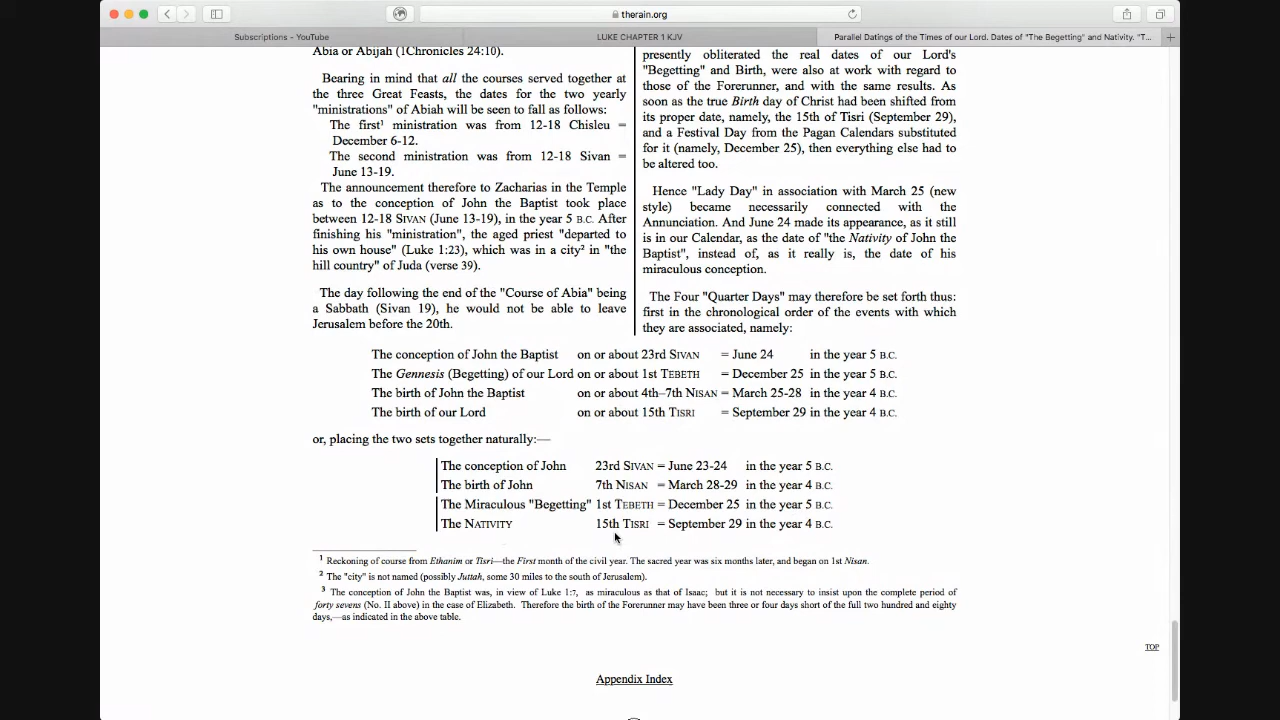 therain.org
Subscriptions - YouTube
LUKE CHAPTER 1 KJV
Parallel Datings of the Times of our Lord. Dates of "The Begetting" and Nativity. "T...
Abia or Abijah (1Chronicles 24:10).
Bearing in mind that all the courses served together at
the three Great Feasts, the dates for the two yearly
"ministrations" of Abiah will be seen to fall as follows:
The first¹ ministration was from 12-18 Chisleu =
December 6-12.
The second ministration was from 12-18 Sivan =
June 13-19.
The announcement therefore to Zacharias in the Temple
as to the conception of John the Baptist took place
between 12-18 SIVAN (June 13-19), in the year 5 B.C. After
finishing his "ministration", the aged priest "departed to
his own house" (Luke 1:23), which was in a city² in "the
hill country" of Juda (verse 39).
The day following the end of the "Course of Abia" being
a Sabbath (Sivan 19), he would not be able to leave
Jerusalem before the 20th.
presently obliterated the real dates of our Lord's
"Begetting" and Birth, were also at work with regard to
those of the Forerunner, and with the same results. As
soon as the true Birth day of Christ had been shifted from
its proper date, namely, the 15th of Tisri (September 29),
and a Festival Day from the Pagan Calendars substituted
for it (namely, December 25), then everything else had to
be altered too.
Hence "Lady Day" in association with March 25 (new
style) became necessarily connected with the
Annunciation. And June 24 made its appearance, as it still
is in our Calendar, as the date of "the Nativity of John the
Baptist", instead of, as it really is, the date of his
miraculous conception.
The Four "Quarter Days" may therefore be set forth thus:
first in the chronological order of the events with which
they are associated, namely:
The conception of John the Baptist on or about 23rd SIVAN = June 24 in the year 5 B.C.
The Gennesis (Begetting) of our Lord on or about 1st TEBETH = December 25 in the year 5 B.C.
The birth of John the Baptist on or about 4th–7th NISAN = March 25-28 in the year 4 B.C.
The birth of our Lord on or about 15th TISRI = September 29 in the year 4 B.C.
or, placing the two sets together naturally:—
The conception of John 23rd SIVAN = June 23-24 in the year 5 B.C.
The birth of John 7th NISAN = March 28-29 in the year 4 B.C.
The Miraculous "Begetting" 1st TEBETH = December 25 in the year 5 B.C.
The NATIVITY 15th TISRI = September 29 in the year 4 B.C.
¹ Reckoning of course from Ethanim or Tisri—the First month of the civil year. The sacred year was six months later, and began on 1st Nisan.
² The "city" is not named (possibly Juttah, some 30 miles to the south of Jerusalem).
³ The conception of John the Baptist was, in view of Luke 1:7, as miraculous as that of Isaac; but it is not necessary to insist upon the complete period of
forty sevens (No. II above) in the case of Elizabeth. Therefore the birth of the Forerunner may have been three or four days short of the full two hundred and eighty
days,—as indicated in the above table.
TOP
Appendix Index